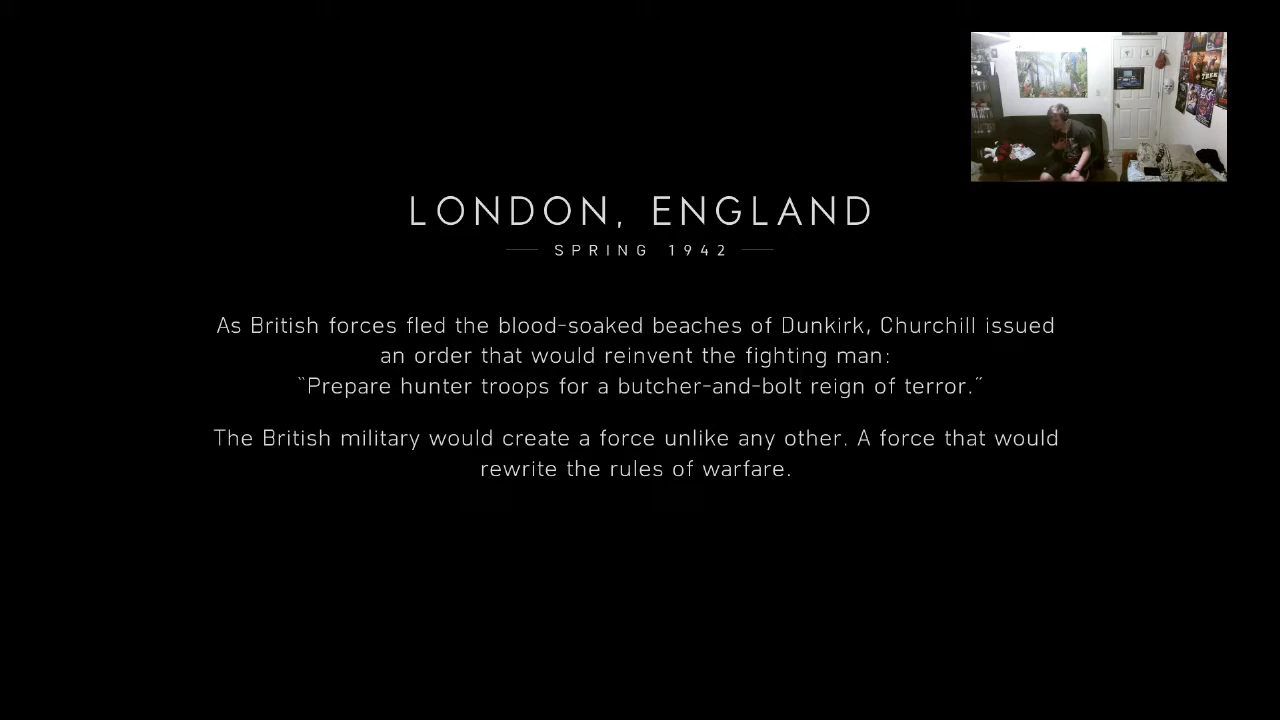 LONDON, ENGLAND
SPRING 1942
As British forces fled the blood-soaked beaches of Dunkirk, Churchill issued
an order that would reinvent the fighting man:
“Prepare hunter troops for a butcher-and-bolt reign of terror.”
The British military would create a force unlike any other. A force that would
rewrite the rules of warfare.